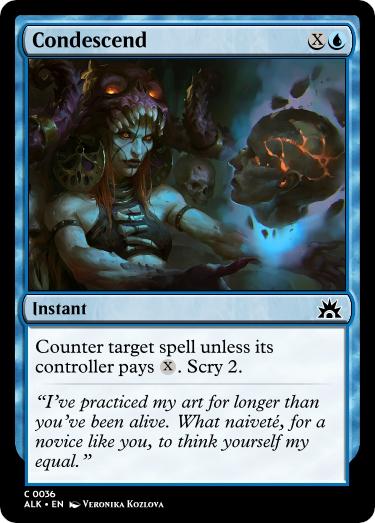 Condescend X
Instant
Counter target spell unless its
controller pays X. Scry 2.
“I’ve practiced my art for longer than
you’ve been alive. What naiveté, for a
novice like you, to think yourself my
equal.”
C 0036
ALK • EN Veronika Kozlova